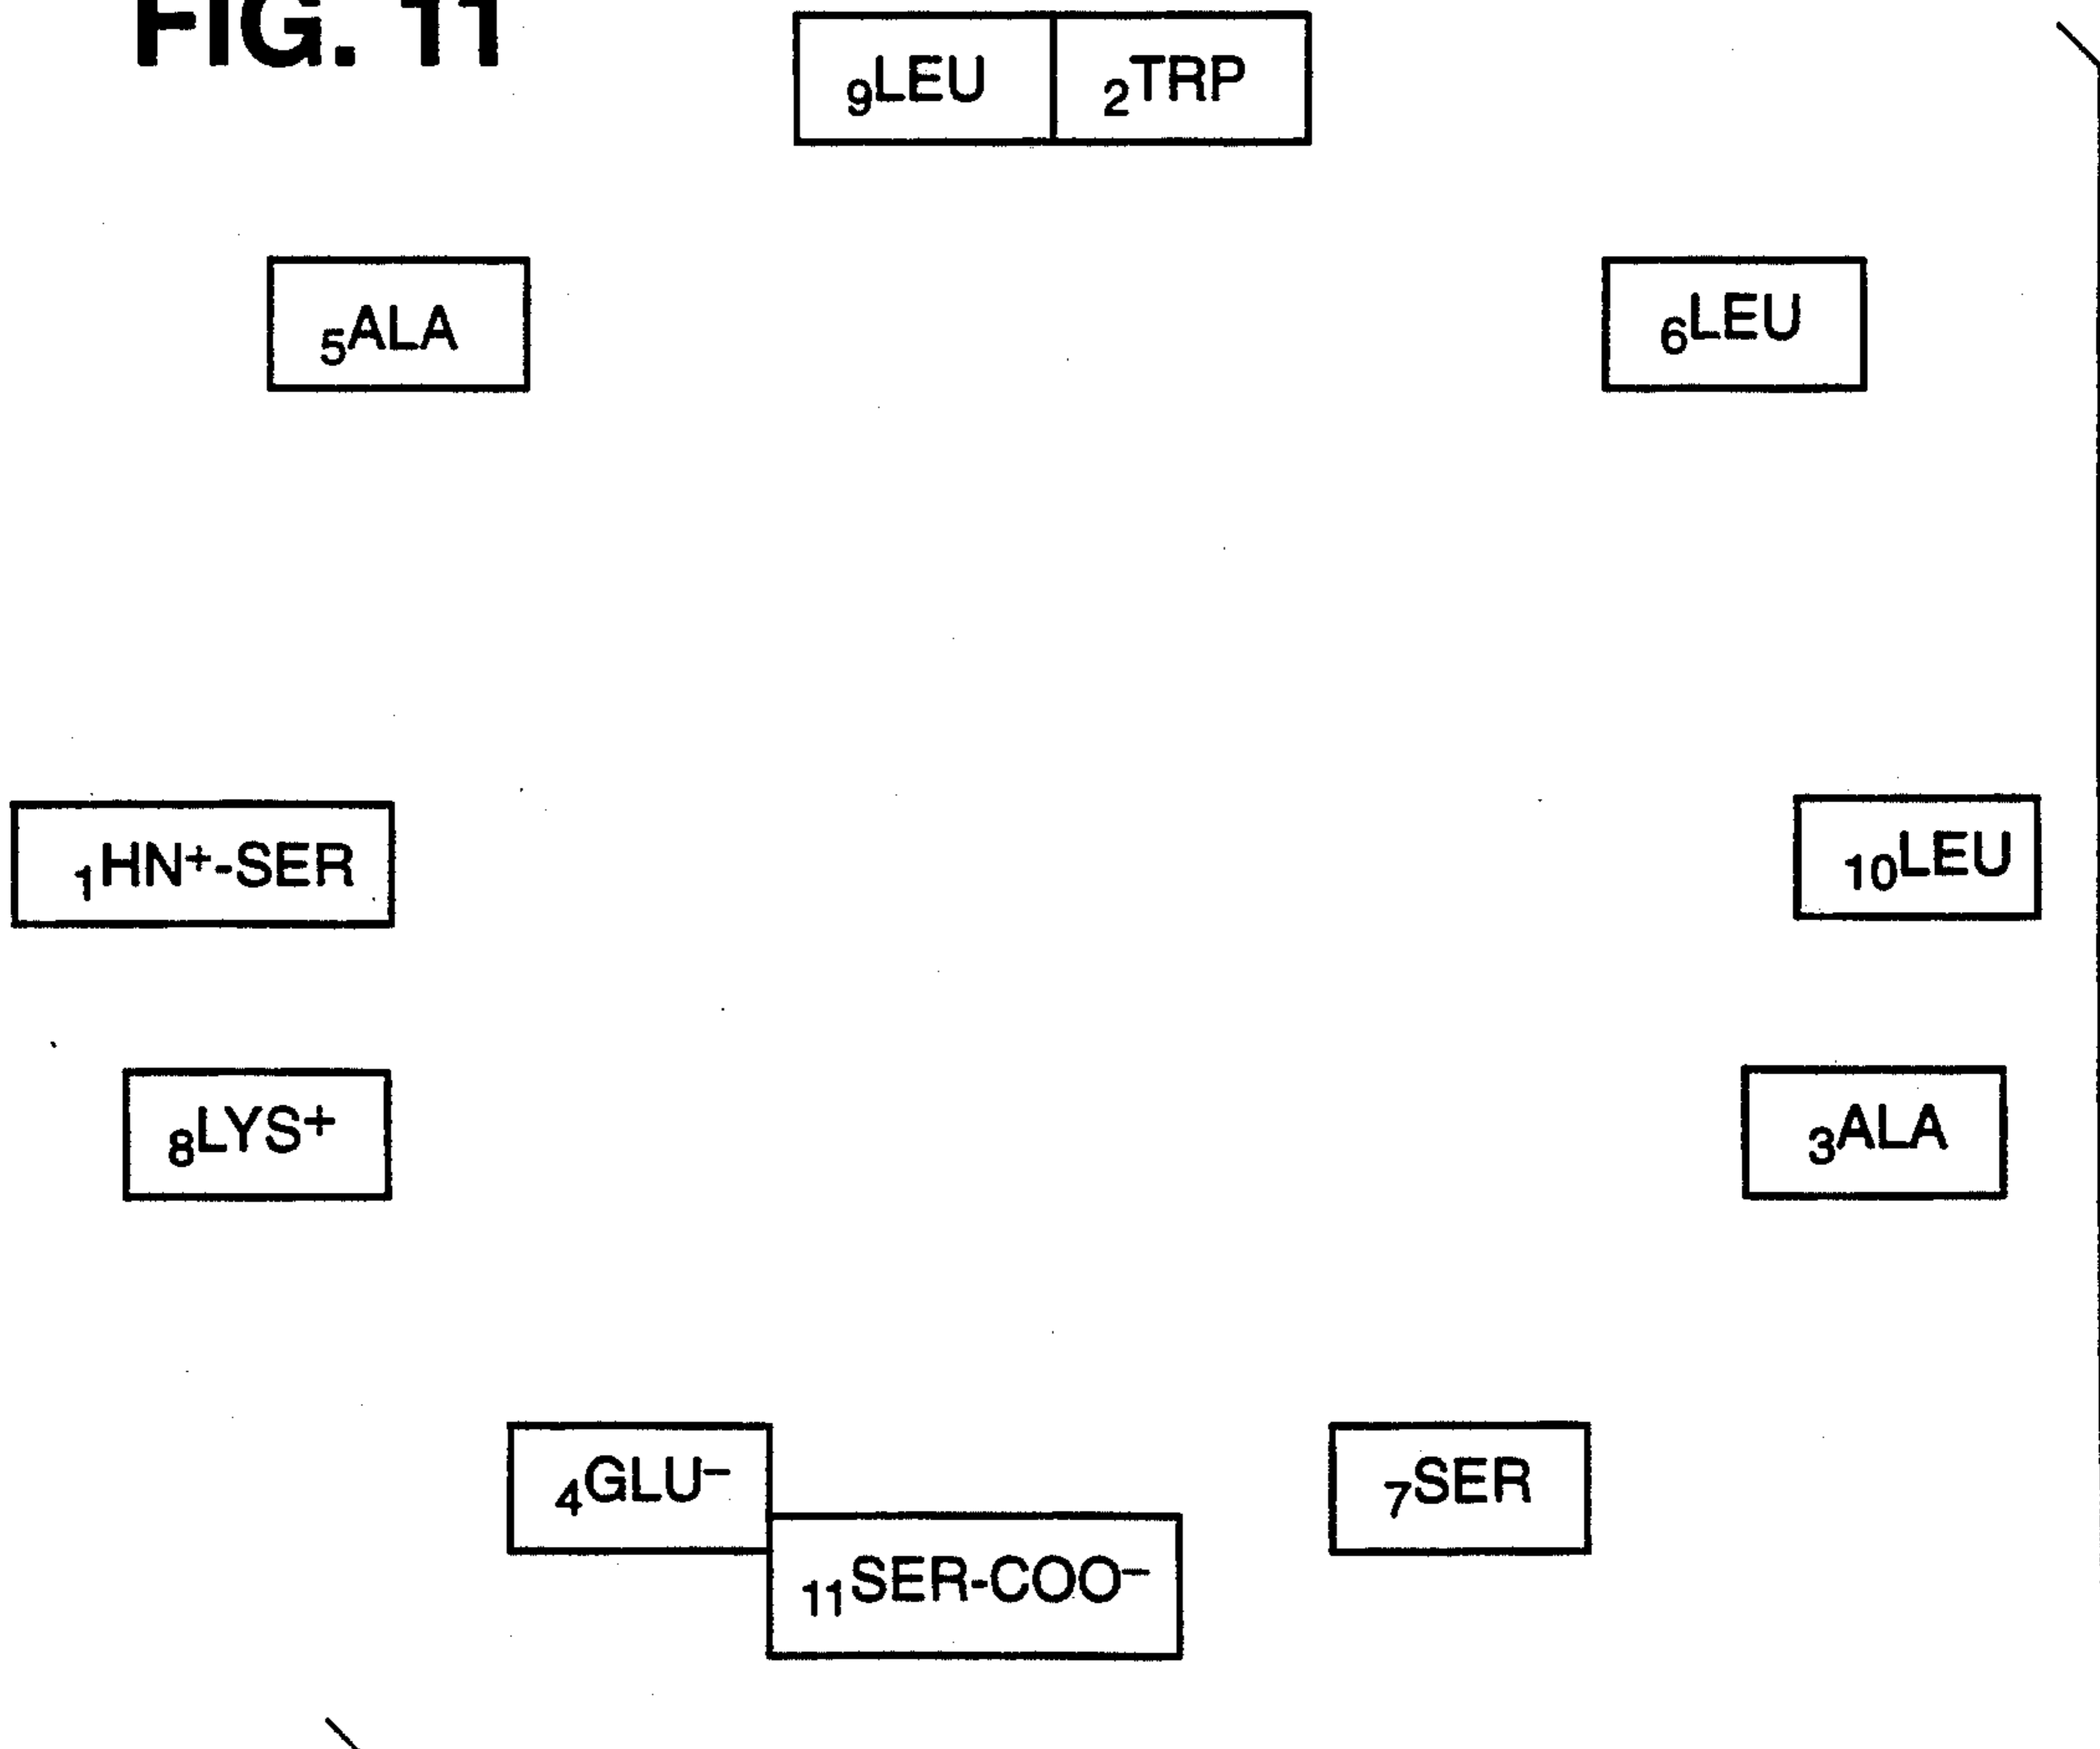 FIG. 11
9LEU 2TRP
5ALA 6LEU
1HN+-SER 10LEU
8LYS+ 3ALA
4GLU− 7SER
11SER-COO−